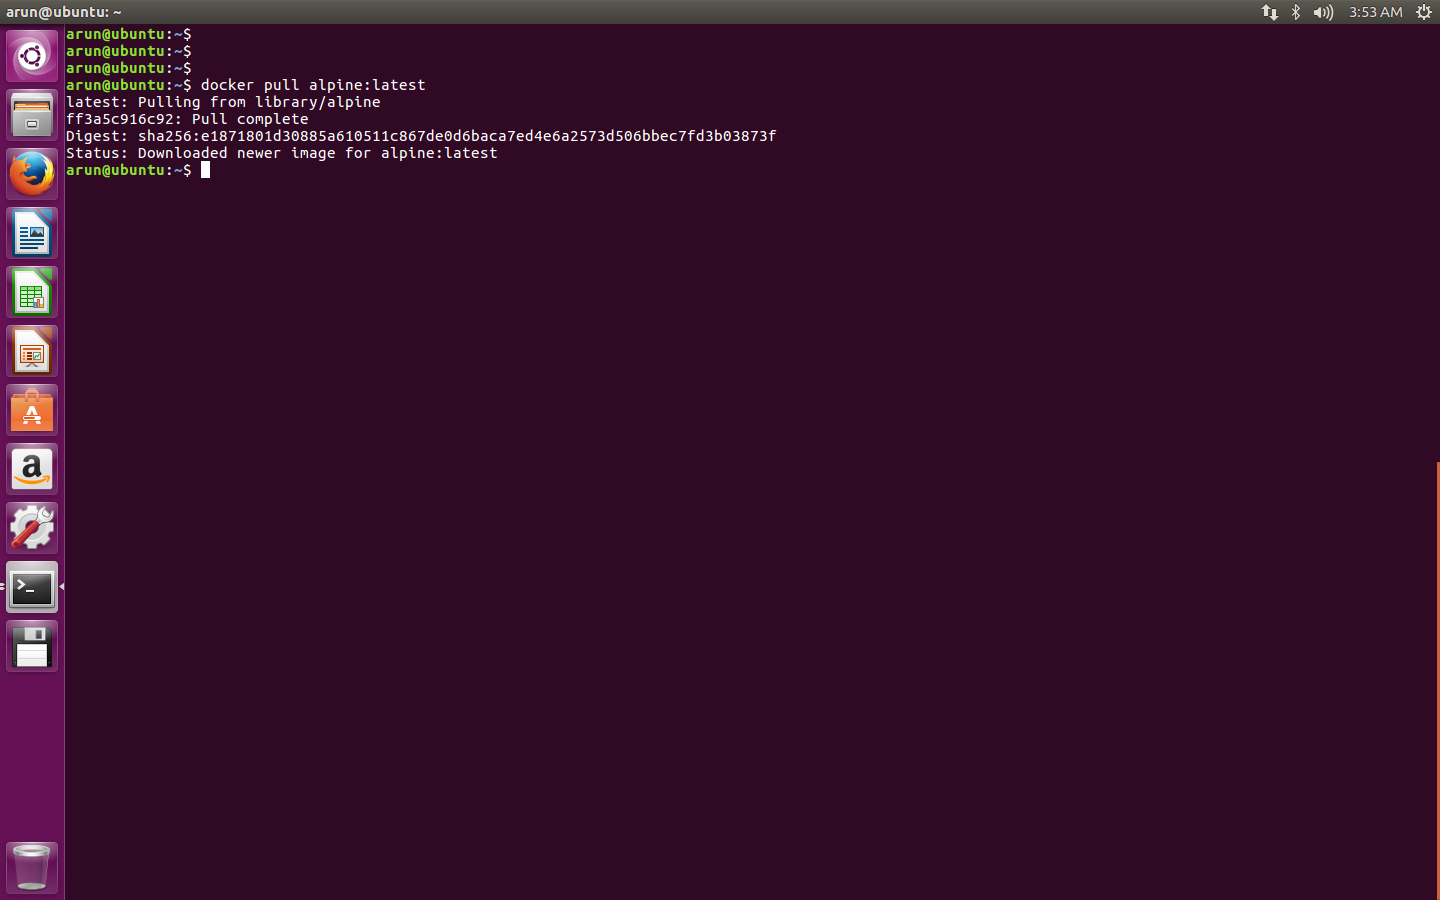 arun@ubuntu: ~
3:53 AM
arun@ubuntu:~$
arun@ubuntu:~$
arun@ubuntu:~$
arun@ubuntu:~$ docker pull alpine:latest
latest: Pulling from library/alpine
ff3a5c916c92: Pull complete
Digest: sha256:e1871801d30885a610511c867de0d6baca7ed4e6a2573d506bbec7fd3b03873f
Status: Downloaded newer image for alpine:latest
arun@ubuntu:~$